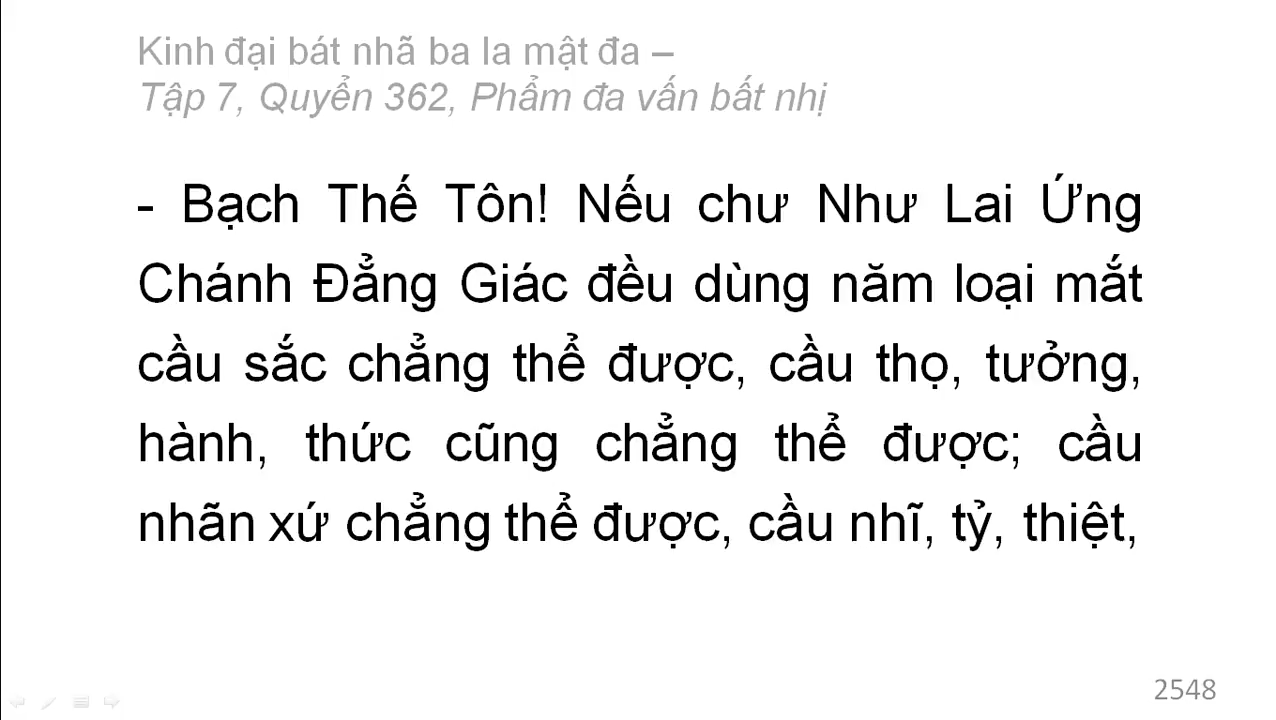 Kinh đại bát nhã ba la mật đa –
Tập 7, Quyển 362, Phẩm đa vấn bất nhị
- Bạch Thế Tôn! Nếu chư Như Lai Ứng
Chánh Đẳng Giác đều dùng năm loại mắt
cầu sắc chẳng thể được, cầu thọ, tưởng,
hành, thức cũng chẳng thể được; cầu
nhãn xứ chẳng thể được, cầu nhĩ, tỷ, thiệt,
2548